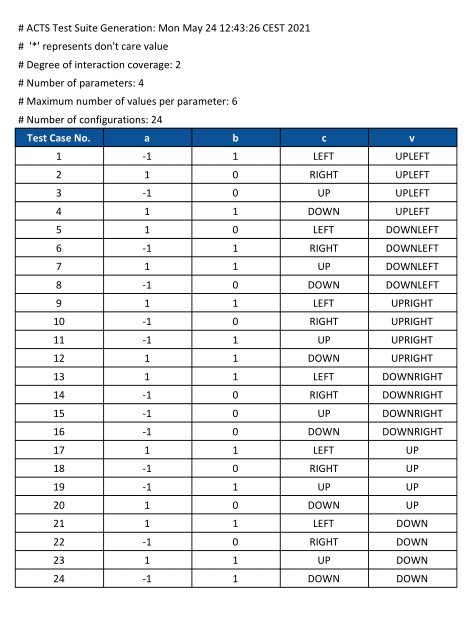 # ACTS Test Suite Generation: Mon May 24 12:43:26 CEST 2021
# '*' represents don't care value
# Degree of interaction coverage: 2
# Number of parameters: 4
# Maximum number of values per parameter: 6
# Number of configurations: 24
Test Case No. a b c v
1 -1 1 LEFT UPLEFT
2 1 0 RIGHT UPLEFT
3 -1 0 UP UPLEFT
4 1 1 DOWN UPLEFT
5 1 0 LEFT DOWNLEFT
6 -1 1 RIGHT DOWNLEFT
7 1 1 UP DOWNLEFT
8 -1 0 DOWN DOWNLEFT
9 1 1 LEFT UPRIGHT
10 -1 0 RIGHT UPRIGHT
11 -1 1 UP UPRIGHT
12 1 1 DOWN UPRIGHT
13 1 1 LEFT DOWNRIGHT
14 -1 0 RIGHT DOWNRIGHT
15 -1 0 UP DOWNRIGHT
16 -1 0 DOWN DOWNRIGHT
17 1 1 LEFT UP
18 -1 0 RIGHT UP
19 -1 1 UP UP
20 1 0 DOWN UP
21 1 1 LEFT DOWN
22 -1 0 RIGHT DOWN
23 1 1 UP DOWN
24 -1 1 DOWN DOWN